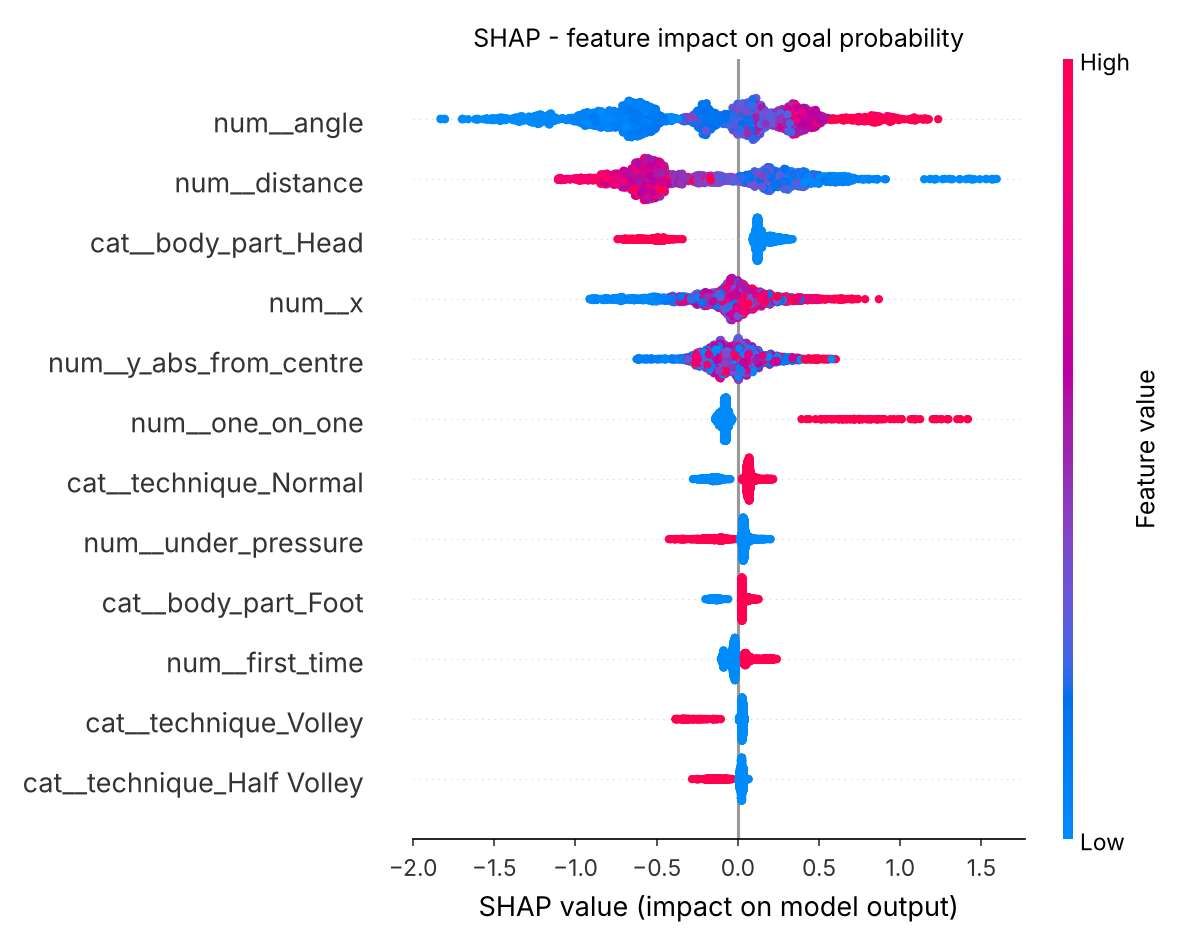 SHAP - feature impact on goal probability
High
num__angle
num__distance
cat__body_part_Head
num__x
num__y_abs_from_centre
num__one_on_one
cat__technique_Normal
num__under_pressure
cat__body_part_Foot
num__first_time
cat__technique_Volley
cat__technique_Half Volley
Feature value
Low
−2.0 −1.5 −1.0 −0.5 0.0 0.5 1.0 1.5
SHAP value (impact on model output)